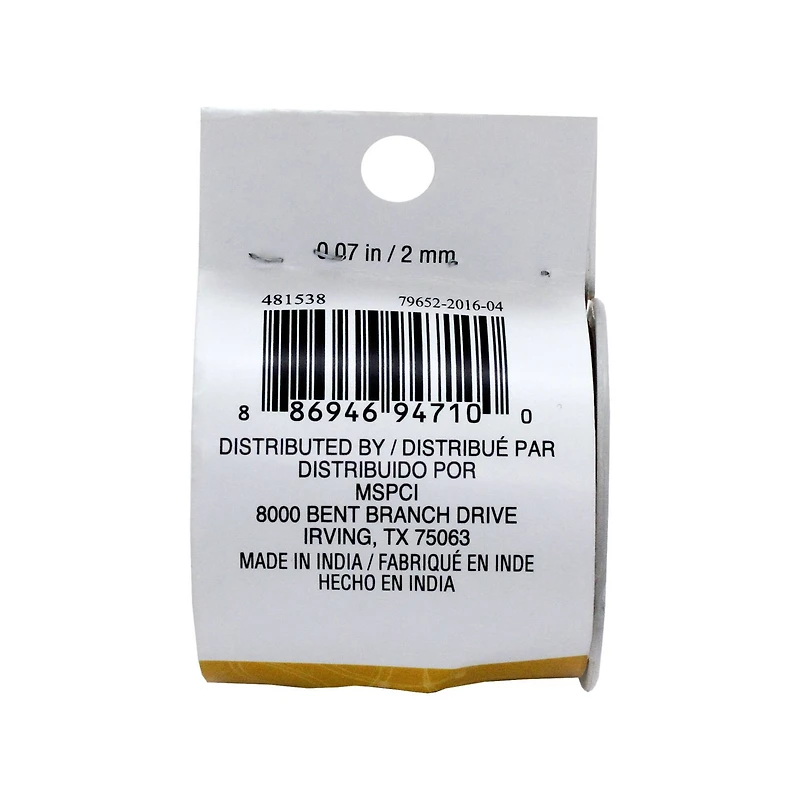 0.07 in / 2 mm
481538 79652-2016-04
8 86946 94710 0
DISTRIBUTED BY / DISTRIBUÉ PAR
DISTRIBUIDO POR
MSPCI
8000 BENT BRANCH DRIVE
IRVING, TX 75063
MADE IN INDIA / FABRIQUÉ EN INDE
HECHO EN INDIA